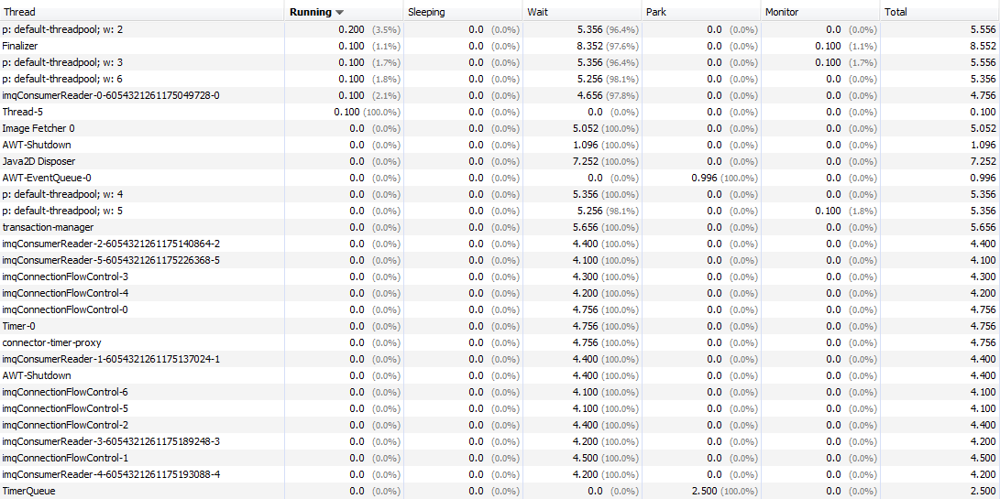 Thread Running Sleeping Wait Park Monitor Total
p: default-threadpool; w: 2 0.200 (3.5%) 0.0 (0.0%) 5.356 (96.4%) 0.0 (0.0%) 0.0 (0.0%) 5.556
Finalizer 0.100 (1.1%) 0.0 (0.0%) 8.352 (97.6%) 0.0 (0.0%) 0.100 (1.1%) 8.552
p: default-threadpool; w: 3 0.100 (1.7%) 0.0 (0.0%) 5.356 (96.4%) 0.0 (0.0%) 0.100 (1.7%) 5.556
p: default-threadpool; w: 6 0.100 (1.8%) 0.0 (0.0%) 5.256 (98.1%) 0.0 (0.0%) 0.0 (0.0%) 5.356
imqConsumerReader-0-6054321261175049728-0 0.100 (2.1%) 0.0 (0.0%) 4.656 (97.8%) 0.0 (0.0%) 0.0 (0.0%) 4.756
Thread-5 0.100 (100.0%) 0.0 (0.0%) 0.0 (0.0%) 0.0 (0.0%) 0.0 (0.0%) 0.100
Image Fetcher 0 0.0 (0.0%) 0.0 (0.0%) 5.052 (100.0%) 0.0 (0.0%) 0.0 (0.0%) 5.052
AWT-Shutdown 0.0 (0.0%) 0.0 (0.0%) 1.096 (100.0%) 0.0 (0.0%) 0.0 (0.0%) 1.096
Java2D Disposer 0.0 (0.0%) 0.0 (0.0%) 7.252 (100.0%) 0.0 (0.0%) 0.0 (0.0%) 7.252
AWT-EventQueue-0 0.0 (0.0%) 0.0 (0.0%) 0.0 (0.0%) 0.996 (100.0%) 0.0 (0.0%) 0.996
p: default-threadpool; w: 4 0.0 (0.0%) 0.0 (0.0%) 5.356 (100.0%) 0.0 (0.0%) 0.0 (0.0%) 5.356
p: default-threadpool; w: 5 0.0 (0.0%) 0.0 (0.0%) 5.256 (98.1%) 0.0 (0.0%) 0.100 (1.8%) 5.356
transaction-manager 0.0 (0.0%) 0.0 (0.0%) 5.656 (100.0%) 0.0 (0.0%) 0.0 (0.0%) 5.656
imqConsumerReader-2-6054321261175140864-2 0.0 (0.0%) 0.0 (0.0%) 4.400 (100.0%) 0.0 (0.0%) 0.0 (0.0%) 4.400
imqConsumerReader-5-6054321261175226368-5 0.0 (0.0%) 0.0 (0.0%) 4.100 (100.0%) 0.0 (0.0%) 0.0 (0.0%) 4.100
imqConnectionFlowControl-3 0.0 (0.0%) 0.0 (0.0%) 4.300 (100.0%) 0.0 (0.0%) 0.0 (0.0%) 4.300
imqConnectionFlowControl-4 0.0 (0.0%) 0.0 (0.0%) 4.200 (100.0%) 0.0 (0.0%) 0.0 (0.0%) 4.200
imqConnectionFlowControl-0 0.0 (0.0%) 0.0 (0.0%) 4.756 (100.0%) 0.0 (0.0%) 0.0 (0.0%) 4.756
Timer-0 0.0 (0.0%) 0.0 (0.0%) 4.756 (100.0%) 0.0 (0.0%) 0.0 (0.0%) 4.756
connector-timer-proxy 0.0 (0.0%) 0.0 (0.0%) 4.756 (100.0%) 0.0 (0.0%) 0.0 (0.0%) 4.756
imqConsumerReader-1-6054321261175137024-1 0.0 (0.0%) 0.0 (0.0%) 4.400 (100.0%) 0.0 (0.0%) 0.0 (0.0%) 4.400
AWT-Shutdown 0.0 (0.0%) 0.0 (0.0%) 4.400 (100.0%) 0.0 (0.0%) 0.0 (0.0%) 4.400
imqConnectionFlowControl-6 0.0 (0.0%) 0.0 (0.0%) 4.100 (100.0%) 0.0 (0.0%) 0.0 (0.0%) 4.100
imqConnectionFlowControl-5 0.0 (0.0%) 0.0 (0.0%) 4.100 (100.0%) 0.0 (0.0%) 0.0 (0.0%) 4.100
imqConnectionFlowControl-2 0.0 (0.0%) 0.0 (0.0%) 4.400 (100.0%) 0.0 (0.0%) 0.0 (0.0%) 4.400
imqConsumerReader-3-6054321261175189248-3 0.0 (0.0%) 0.0 (0.0%) 4.200 (100.0%) 0.0 (0.0%) 0.0 (0.0%) 4.200
imqConnectionFlowControl-1 0.0 (0.0%) 0.0 (0.0%) 4.500 (100.0%) 0.0 (0.0%) 0.0 (0.0%) 4.500
imqConsumerReader-4-6054321261175193088-4 0.0 (0.0%) 0.0 (0.0%) 4.200 (100.0%) 0.0 (0.0%) 0.0 (0.0%) 4.200
TimerQueue 0.0 (0.0%) 0.0 (0.0%) 0.0 (0.0%) 2.500 (100.0%) 0.0 (0.0%) 2.500